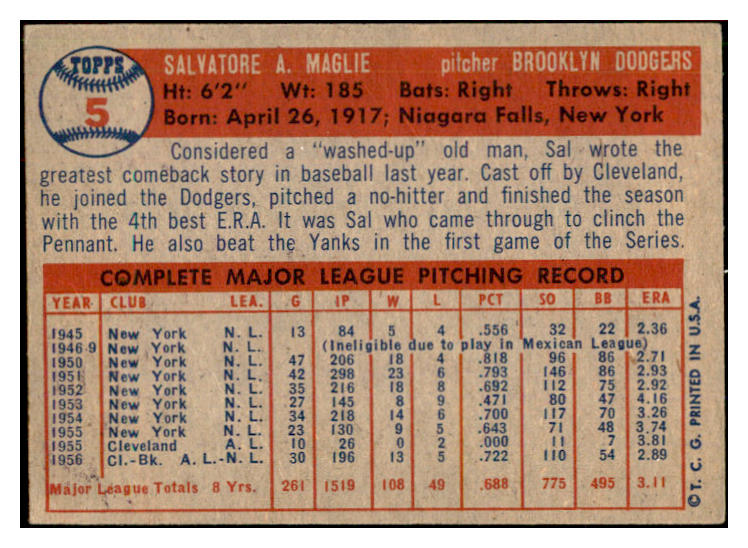 TOPPS
5
SALVATORE A. MAGLIE pitcher BROOKLYN DODGERS
Ht: 6'2" Wt: 185 Bats: Right Throws: Right
Born: April 26, 1917; Niagara Falls, New York
Considered a "washed-up" old man, Sal wrote the
greatest comeback story in baseball last year. Cast off by Cleveland,
he joined the Dodgers, pitched a no-hitter and finished the season
with the 4th best E.R.A. It was Sal who came through to clinch the
Pennant. He also beat the Yanks in the first game of the Series.
COMPLETE MAJOR LEAGUE PITCHING RECORD
YEAR CLUB LEA. G IP W L PCT SO BB ERA
1945 New York N. L. 13 84 5 4 .556 32 22 2.36
1946-9 New York N. L. (Ineligible due to play in Mexican League)
1950 New York N. L. 47 206 18 4 .818 96 86 2.71
1951 New York N. L. 42 298 23 6 .793 146 86 2.93
1952 New York N. L. 35 216 18 8 .692 112 75 2.92
1953 New York N. L. 27 145 8 9 .471 80 47 4.16
1954 New York N. L. 34 218 14 6 .700 117 70 3.26
1955 New York N. L. 23 130 9 5 .643 71 48 3.74
1955 Cleveland A. L. 10 26 0 2 .000 11 7 3.81
1956 Cl.-Bk. A. L.-N. L. 30 196 13 5 .722 110 54 2.89
Major League Totals 8 Yrs. 261 1519 108 49 .688 775 495 3.11
© T. C. G. PRINTED IN U.S.A.